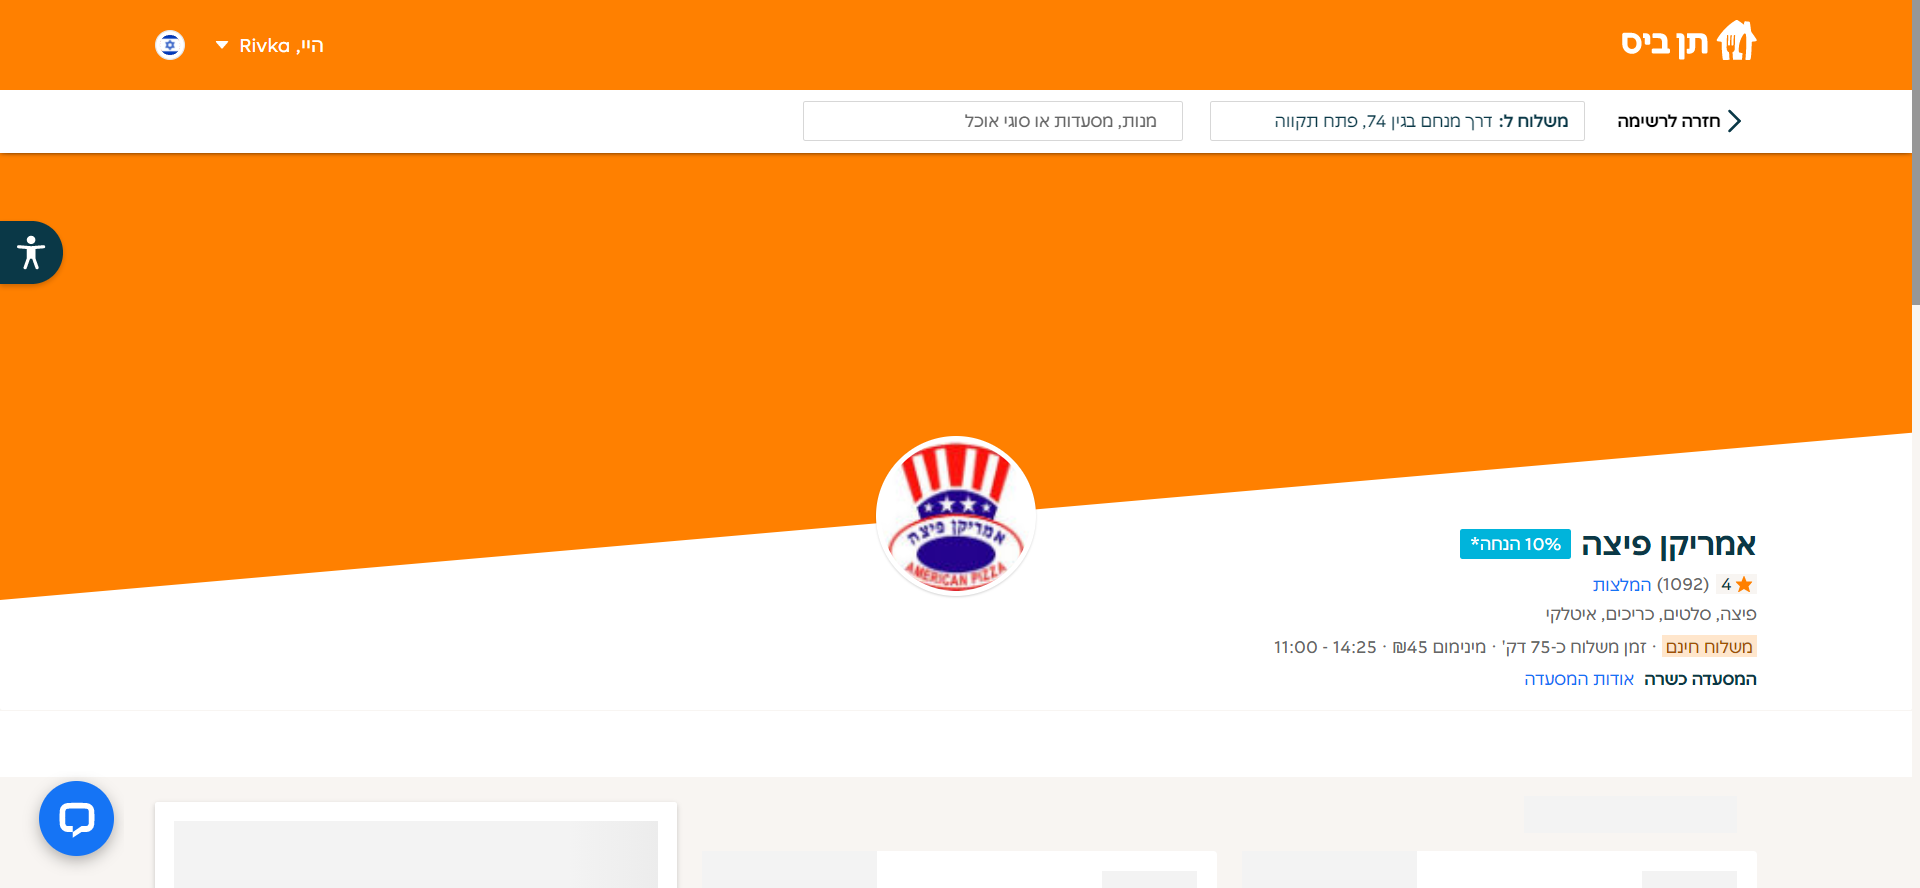 תן ביס
היי, Rivka
חזרה לרשימה
משלוח ל: דרך מנחם בגין 74, פתח תקווה
מנות, מסעדות או סוגי אוכל
אמריקן פיצה
AMERICAN PIZZA
אמריקן פיצה
10% הנחה*
4 (1092) המלצות
פיצה, סלטים, כריכים, איטלקי
משלוח חינם · זמן משלוח כ-75 דק' · מינימום ₪45 · 11:00 - 14:25
המסעדה כשרה אודות המסעדה